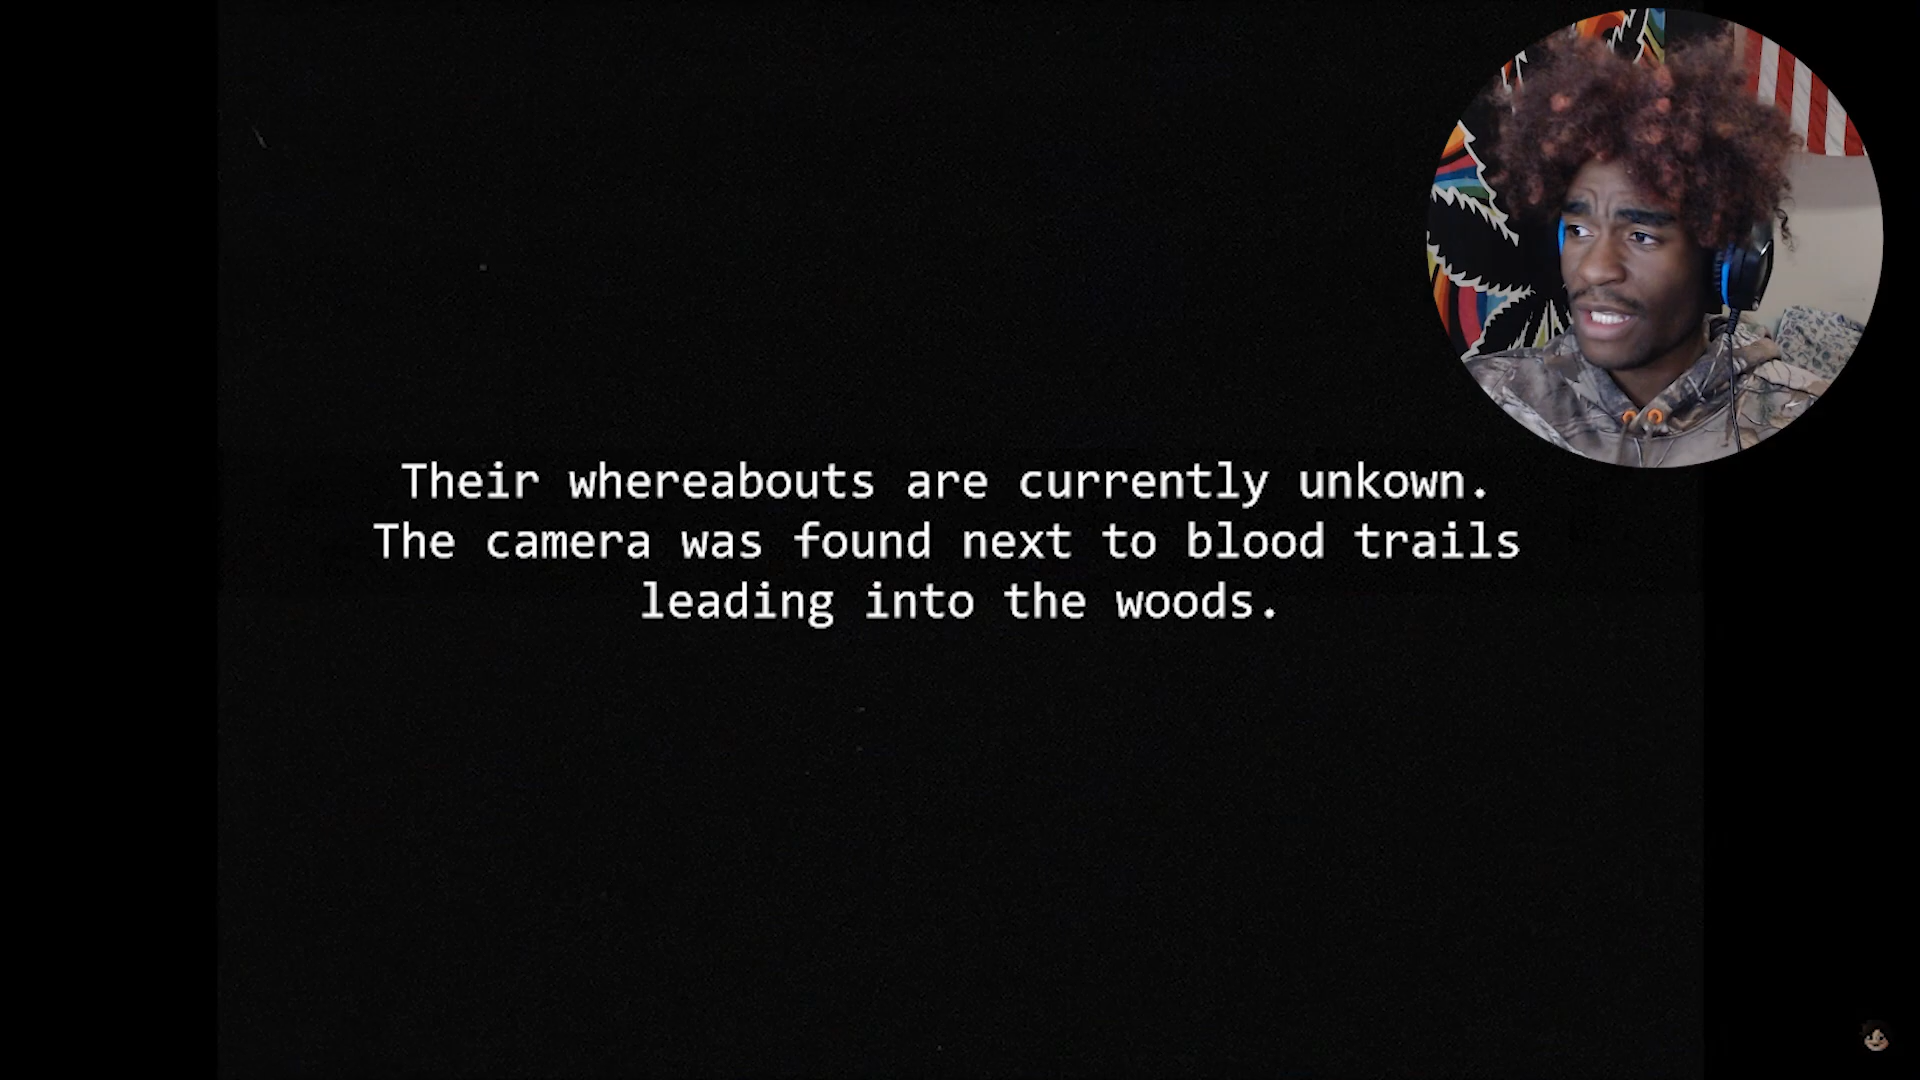 Their whereabouts are currently unkown.
The camera was found next to blood trails
leading into the woods.